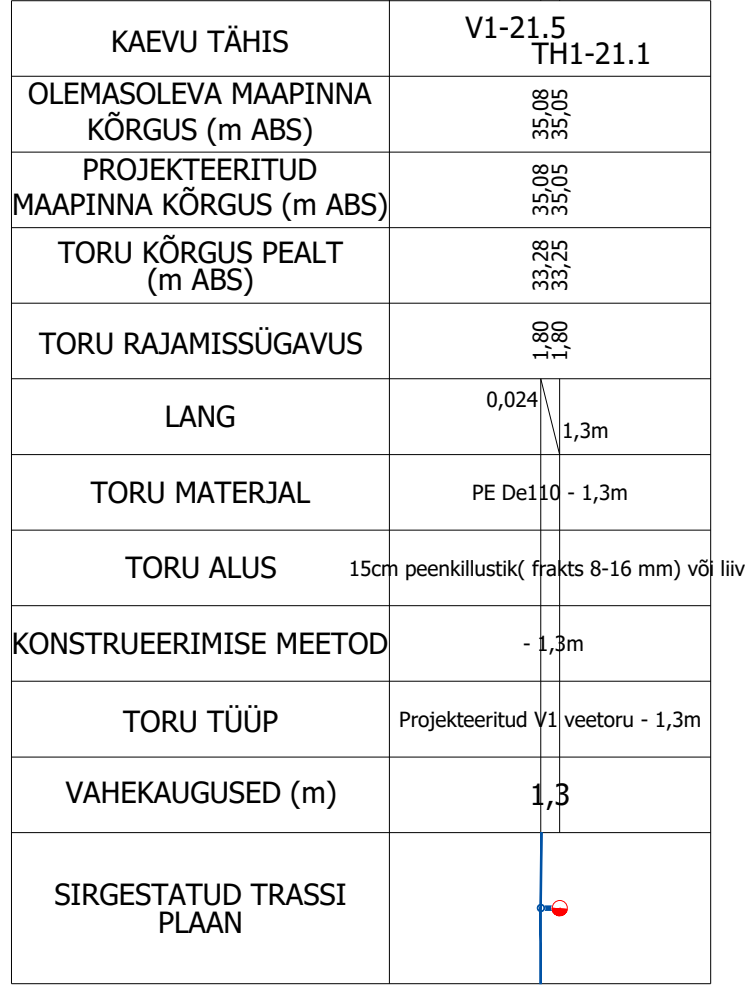 KAEVU TÄHIS
V1-21.5
TH1-21.1
OLEMASOLEVA MAAPINNA
KÕRGUS (m ABS)
35,08
35,05
PROJEKTEERITUD
MAAPINNA KÕRGUS (m ABS)
35,08
35,05
TORU KÕRGUS PEALT
(m ABS)
33,28
33,25
TORU RAJAMISSÜGAVUS
1,80
1,80
LANG
0,024
1,3m
TORU MATERJAL
PE De110 - 1,3m
TORU ALUS
15cm peenkillustik( frakts 8-16 mm) või liiv
KONSTRUEERIMISE MEETOD
- 1,3m
TORU TÜÜP
Projekteeritud V1 veetoru - 1,3m
VAHEKAUGUSED (m)
1,3
SIRGESTATUD TRASSI
PLAAN